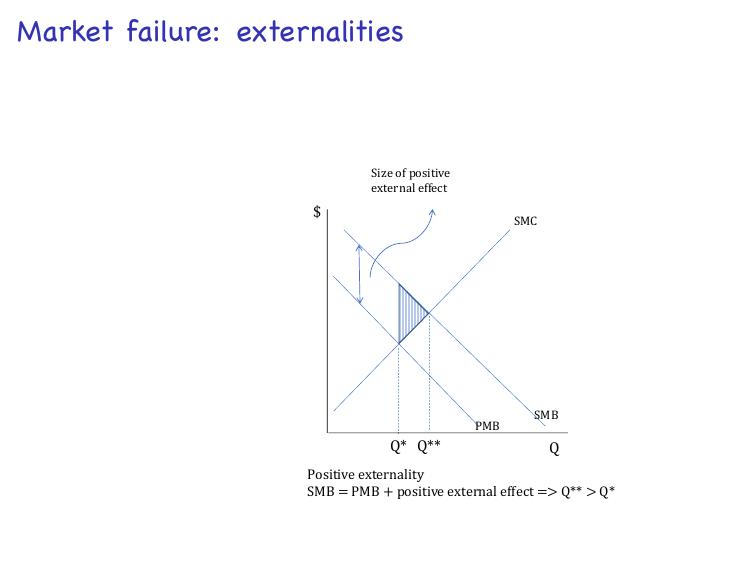 Market failure: externalities
Size of positive
external effect
$
SMC
SMB
PMB
Q* Q**
Q
Positive externality
SMB = PMB + positive external effect => Q** > Q*